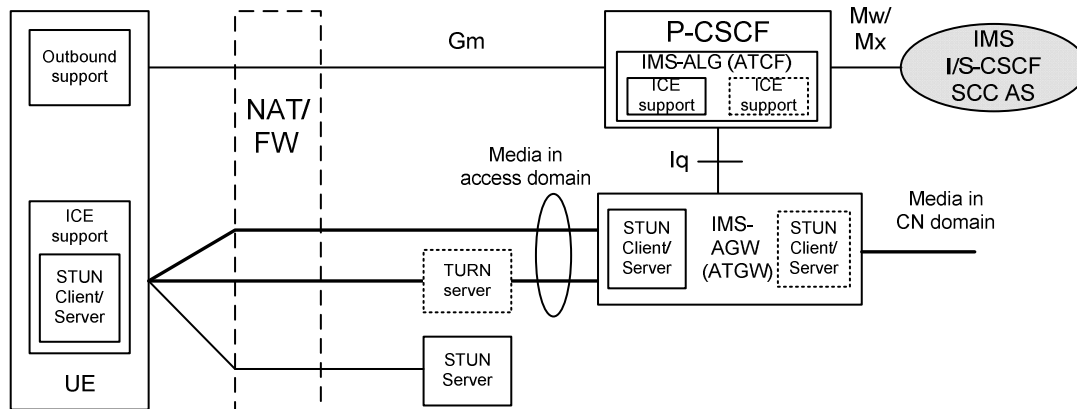 Outbound
support
ICE
support
STUN
Client/
Server
UE
NAT/
FW
Gm
P-CSCF
IMS-ALG (ATCF)
ICE
support
ICE
support
Mw/
Mx
IMS
I/S-CSCF
SCC AS
Iq
Media in
access domain
TURN
server
STUN
Server
STUN
Client/
Server
IMS-
AGW
(ATGW)
STUN
Client/
Server
Media in
CN domain